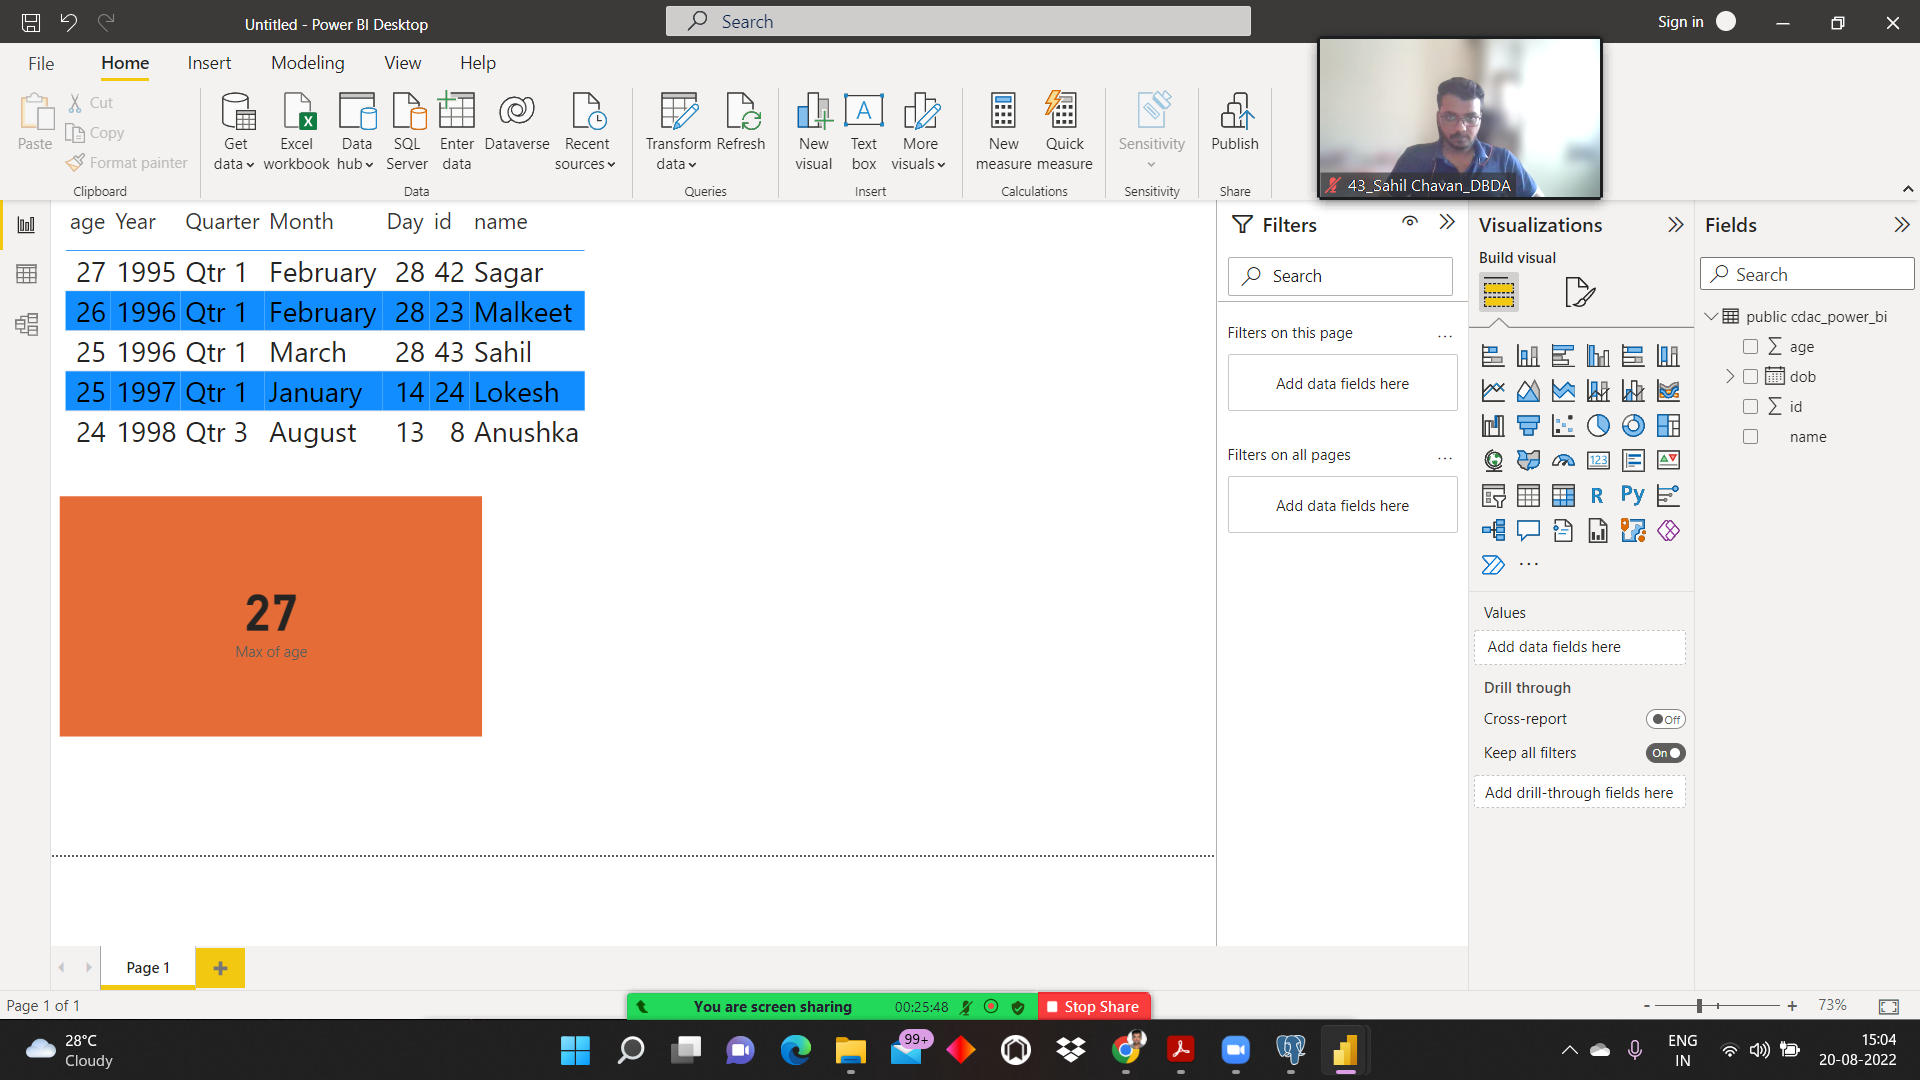 Untitled - Power BI Desktop
Search
Sign in
File Home Insert Modeling View Help
Paste
Cut
Copy
Format painter
Clipboard
Get data
Excel workbook
Data hub
SQL Server
Enter data
Dataverse
Recent sources
Data
Transform data
Refresh
Queries
New visual
Text box
More visuals
Insert
New measure
Quick measure
Calculations
Sensitivity
Sensitivity
Publish
Share
43_Sahil Chavan_DBDA
age Year Quarter Month Day id name
27 1995 Qtr 1 February 28 42 Sagar
26 1996 Qtr 1 February 28 23 Malkeet
25 1996 Qtr 1 March 28 43 Sahil
25 1997 Qtr 1 January 14 24 Lokesh
24 1998 Qtr 3 August 13 8 Anushka
27
Max of age
Filters
Search
Filters on this page ...
Add data fields here
Filters on all pages ...
Add data fields here
Visualizations
Build visual
123
R Py
...
Values
Add data fields here
Drill through
Cross-report Off
Keep all filters On
Add drill-through fields here
Fields
Search
public cdac_power_bi
age
dob
id
name
Page 1
+
Page 1 of 1
You are screen sharing 00:25:48 Stop Share
- + 73%
28°C
Cloudy
99+
ENG
IN
15:04
20-08-2022